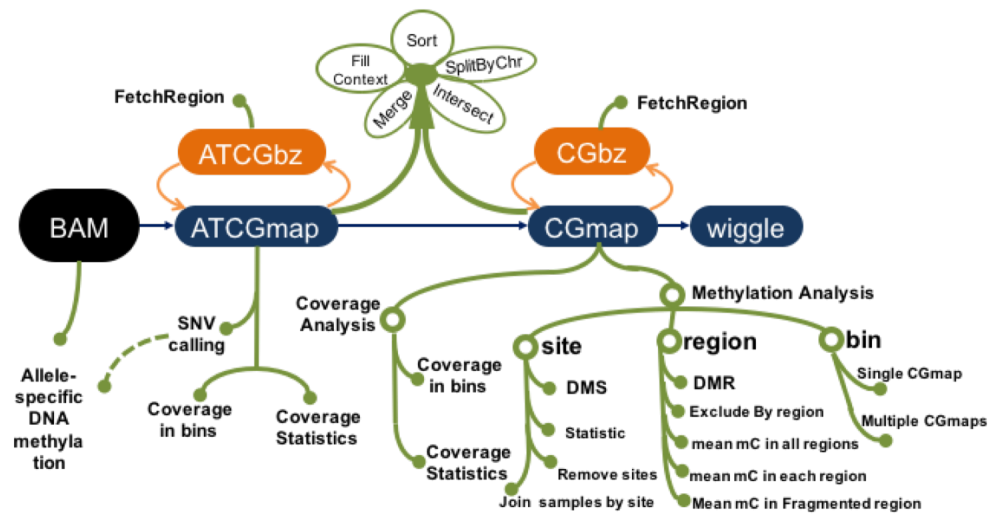 Sort
Fill
Context
SplitByChr
Merge
Intersect
FetchRegion
FetchRegion
ATCGbz
CGbz
BAM
ATCGmap
CGmap
wiggle
Coverage
Analysis
Methylation Analysis
SNV
calling
site
region
bin
Allele-
specific
DNA
methyla
tion
Coverage
in bins
Coverage
Statistics
Coverage
in bins
Coverage
Statistics
DMS
Statistic
Remove sites
Join samples by site
DMR
Exclude By region
mean mC in all regions
mean mC in each region
Mean mC in Fragmented region
Single CGmap
Multiple CGmaps